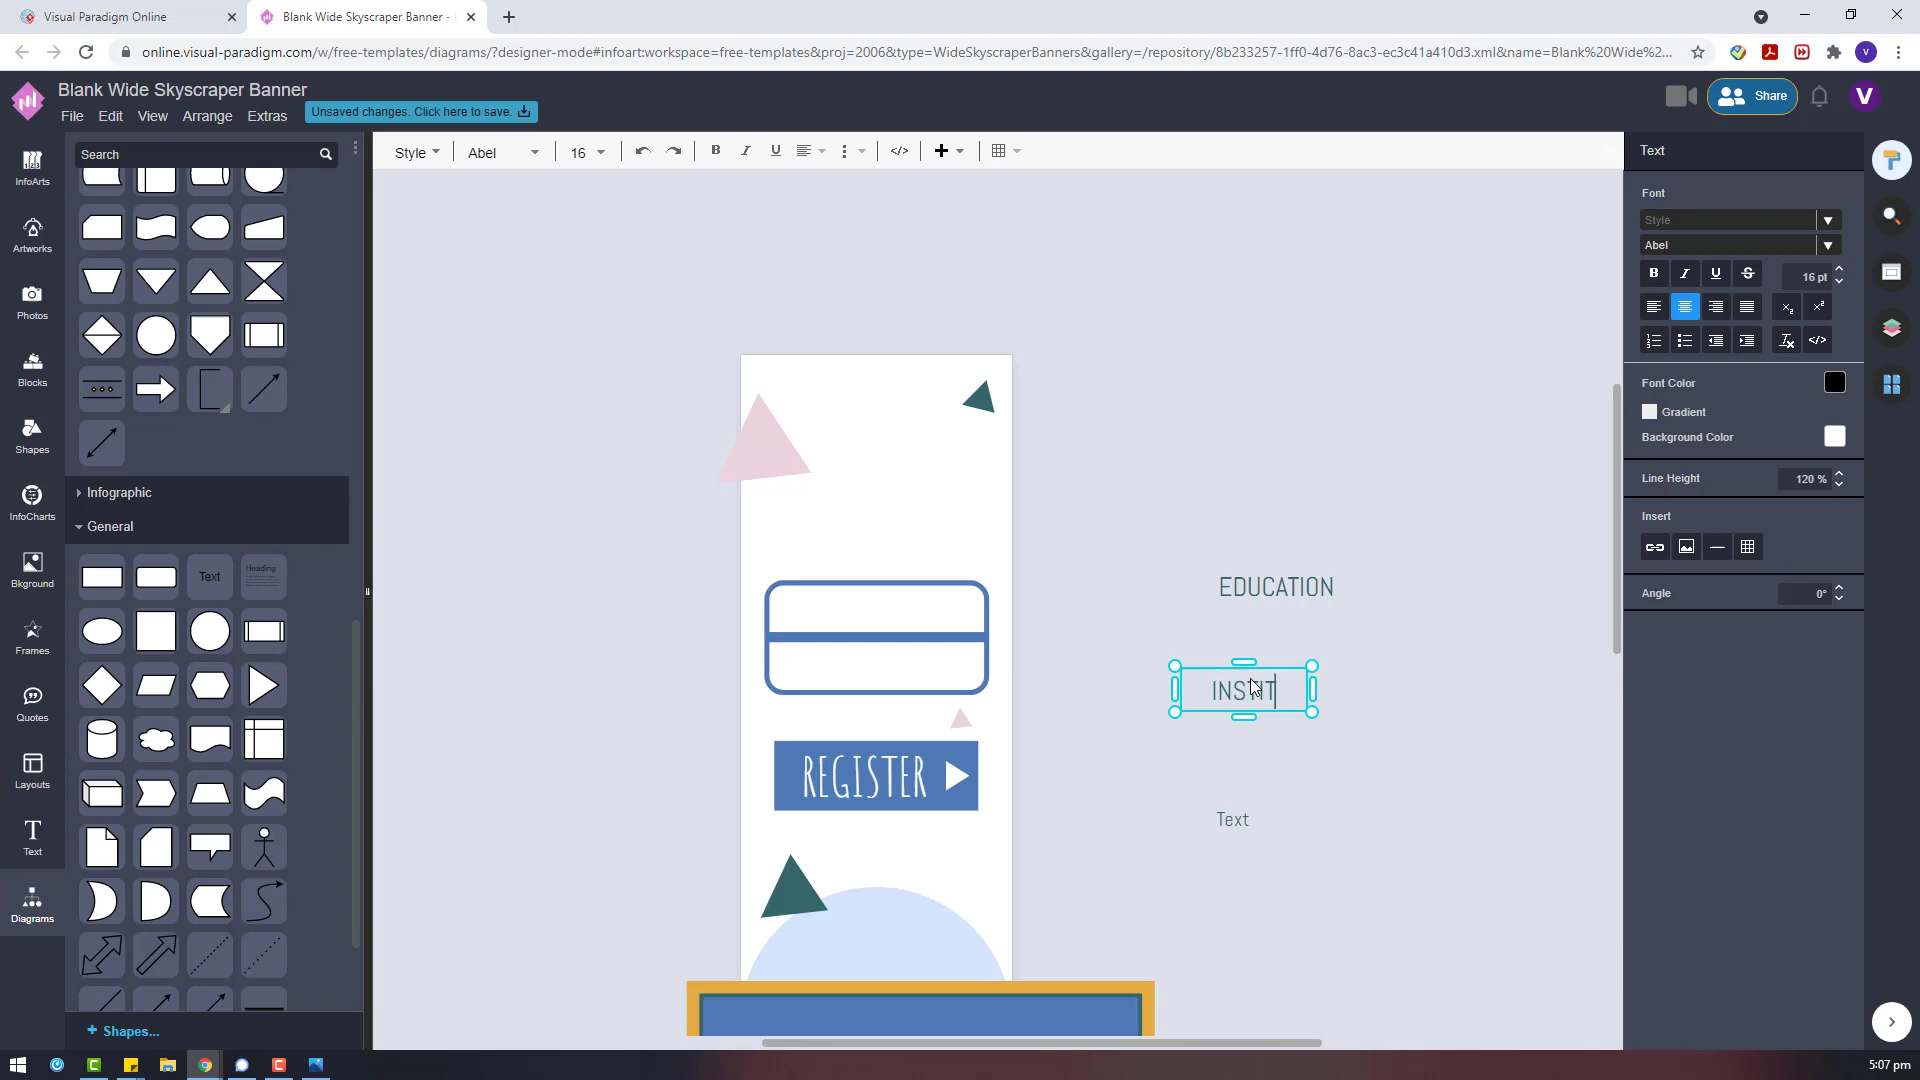 Visual Paradigm Online
Blank Wide Skyscraper Banner -
online.visual-paradigm.com/w/free-templates/diagrams/?designer-mode#infoart:workspace=free-templates&proj=2006&type=WideSkyscraperBanners&gallery=/repository/8b233257-1ff0-4d76-8ac3-ec3c41a410d3.xml&name=Blank%20Wide%2...
V
Blank Wide Skyscraper Banner
File Edit View Arrange Extras
Unsaved changes. Click here to save.
Share
V
Search
Style
Abel
16
B I U
InfoArts
Artworks
Photos
Blocks
Shapes
InfoCharts
Bkground
Frames
Quotes
Layouts
Text
Diagrams
Infographic
General
Text
Heading
+ Shapes...
REGISTER
EDUCATION
Text
Text
Font
Style
Abel
B I U S
16 pt
Font Color
Gradient
Background Color
Line Height
120 %
Insert
Angle
0°
5:07 pm